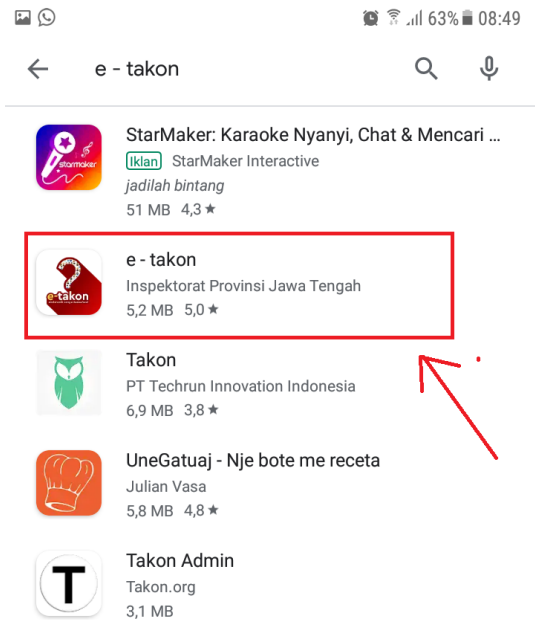 63% 08:49
e - takon
StarMaker: Karaoke Nyanyi, Chat & Mencari ...
starmaker
Iklan StarMaker Interactive
jadilah bintang
51 MB 4,3 ★
e - takon
e-takon
Inspektorat Provinsi Jawa Tengah
5,2 MB 5,0 ★
Takon
PT Techrun Innovation Indonesia
6,9 MB 3,8 ★
UneGatuaj - Nje bote me receta
Julian Vasa
5,8 MB 4,8 ★
Takon Admin
T
Takon.org
3,1 MB